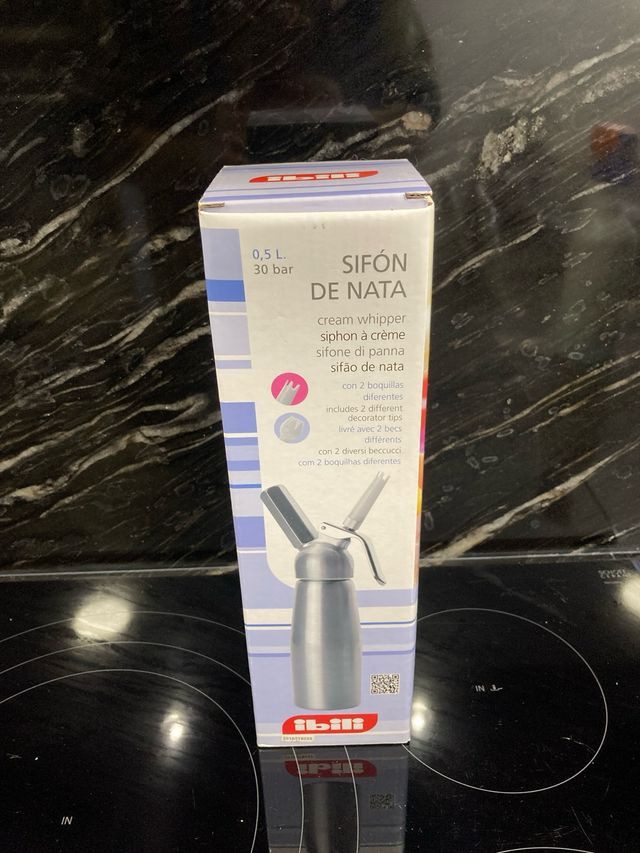 ibili
0,5 L.
30 bar
SIFÓN
DE NATA
cream whipper
siphon à crème
sifone di panna
sifão de nata
con 2 boquillas
diferentes
includes 2 different
decorator tips
livré avec 2 becs
différents
con 2 diversi beccucci
com 2 boquilhas diferentes
ibili
IN
IN